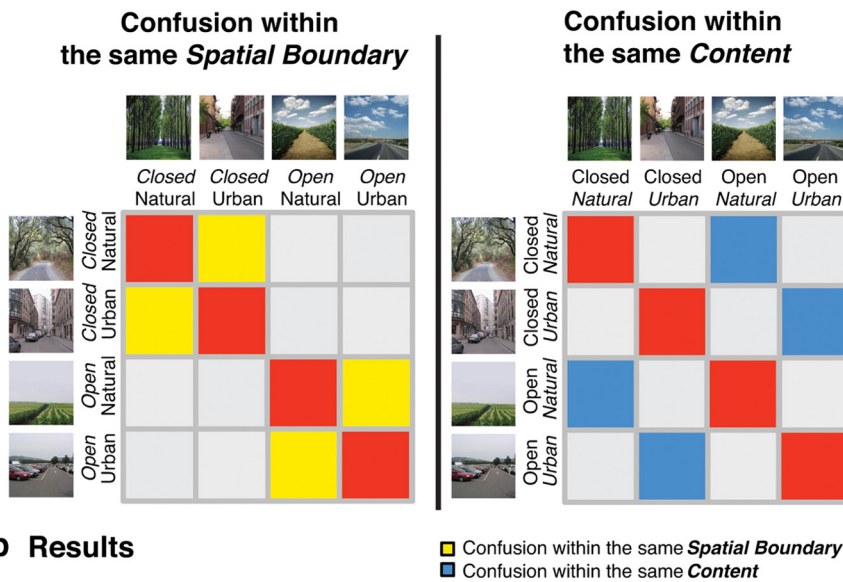 Confusion within
the same Spatial Boundary
Closed Natural
Closed Urban
Open Natural
Open Urban
Closed Natural
Closed Urban
Open Natural
Open Urban
Confusion within
the same Content
Closed Natural
Closed Urban
Open Natural
Open Urban
Closed Natural
Closed Urban
Open Natural
Open Urban
Results
Confusion within the same Spatial Boundary
Confusion within the same Content